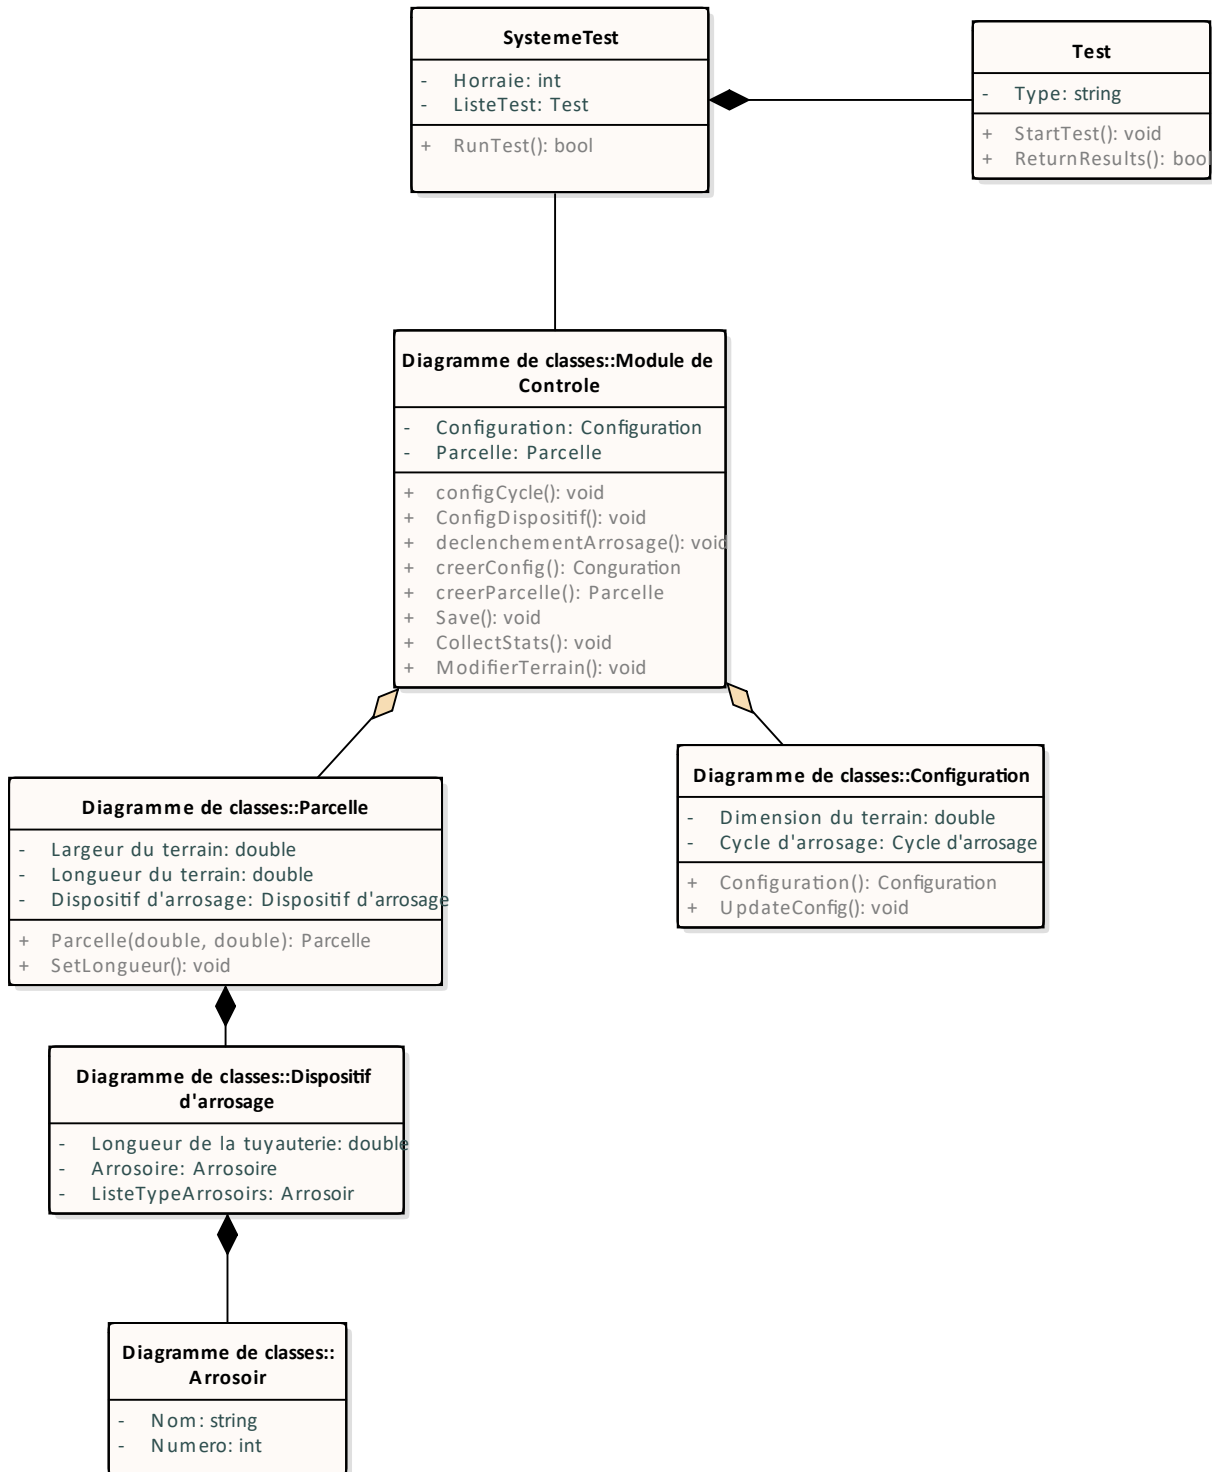 SystemeTest
- Horraie: int
- ListeTest: Test
+ RunTest(): bool
Test
- Type: string
+ StartTest(): void
+ ReturnResults(): bool
Diagramme de classes::Module de
Controle
- Configuration: Configuration
- Parcelle: Parcelle
+ configCycle(): void
+ ConfigDispositif(): void
+ declenchementArrosage(): void
+ creerConfig(): Conguration
+ creerParcelle(): Parcelle
+ Save(): void
+ CollectStats(): void
+ ModifierTerrain(): void
Diagramme de classes::Parcelle
- Largeur du terrain: double
- Longueur du terrain: double
- Dispositif d'arrosage: Dispositif d'arrosage
+ Parcelle(double, double): Parcelle
+ SetLongueur(): void
Diagramme de classes::Configuration
- Dimension du terrain: double
- Cycle d'arrosage: Cycle d'arrosage
+ Configuration(): Configuration
+ UpdateConfig(): void
Diagramme de classes::Dispositif
d'arrosage
- Longueur de la tuyauterie: double
- Arrosoire: Arrosoire
- ListeTypeArrosoirs: Arrosoir
Diagramme de classes::
Arrosoir
- Nom: string
- Numero: int